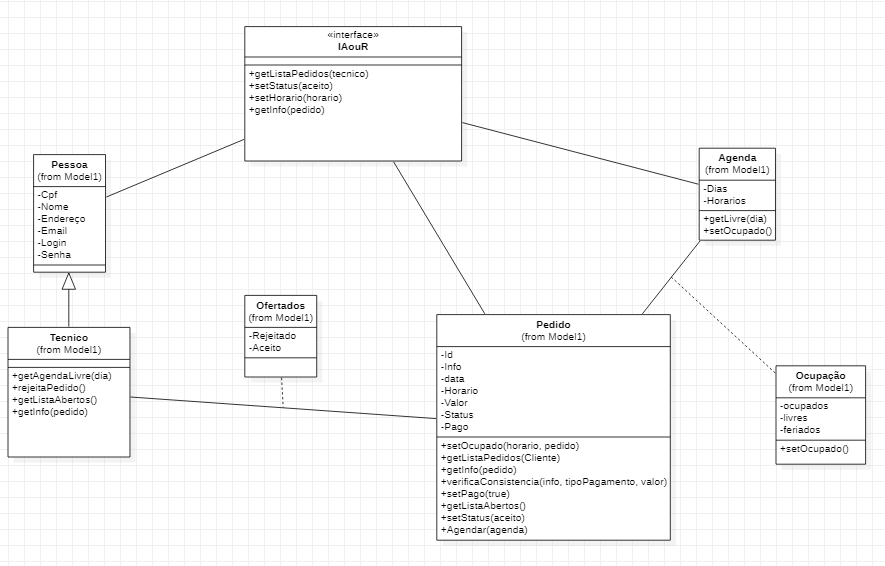 «interface»
IAouR
+getListaPedidos(tecnico)
+setStatus(aceito)
+setHorario(horario)
+getInfo(pedido)
Pessoa
(from Model1)
-Cpf
-Nome
-Endereço
-Email
-Login
-Senha
Agenda
(from Model1)
-Dias
-Horarios
+getLivre(dia)
+setOcupado()
Ofertados
(from Model1)
-Rejeitado
-Aceito
Tecnico
(from Model1)
+getAgendaLivre(dia)
+rejeitaPedido()
+getListaAbertos()
+getInfo(pedido)
Pedido
(from Model1)
-Id
-Info
-data
-Horario
-Valor
-Status
-Pago
+setOcupado(horario, pedido)
+getListaPedidos(Cliente)
+getInfo(pedido)
+verificaConsistencia(info, tipoPagamento, valor)
+setPago(true)
+getListaAbertos()
+setStatus(aceito)
+Agendar(agenda)
Ocupação
(from Model1)
-ocupados
-livres
-feriados
+setOcupado()